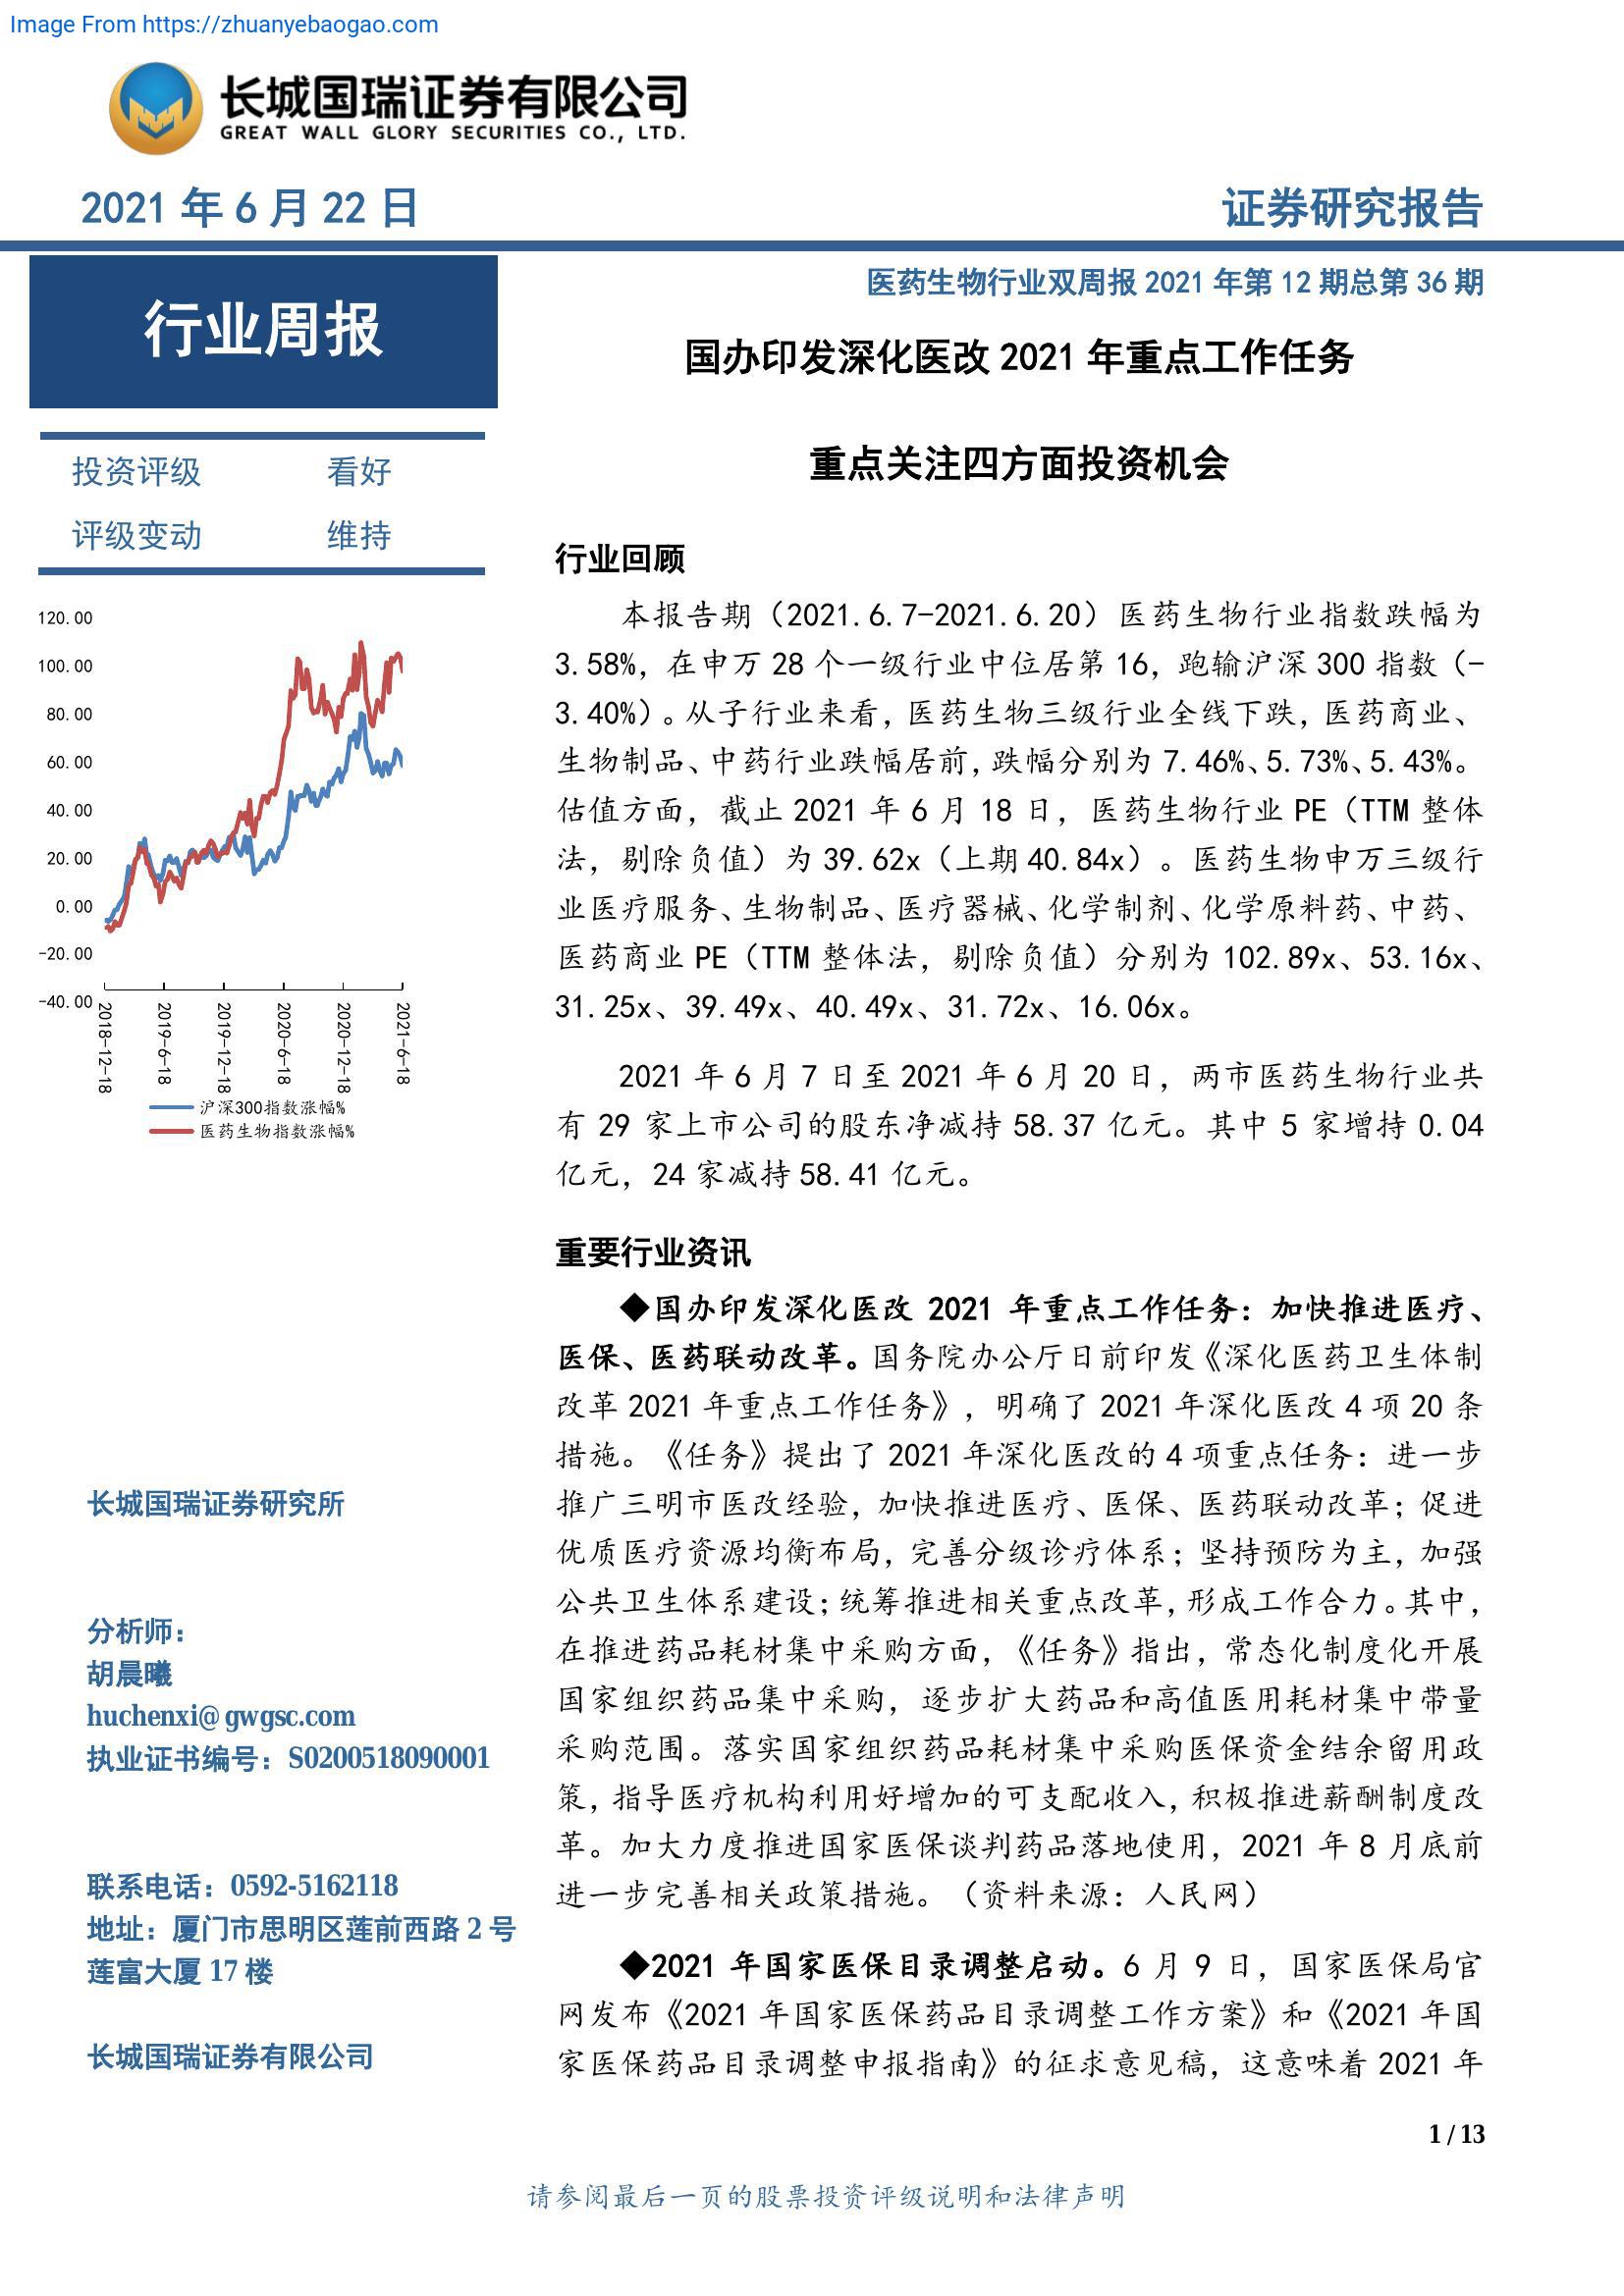 Image From https://zhuanyebaogao.com
长城国瑞证券有限公司
GREAT WALL GLORY SECURITIES CO., LTD.
2021 年 6 月 22 日
证券研究报告
行业周报
投资评级 看好
评级变动 维持
120.00
100.00
80.00
60.00
40.00
20.00
0.00
-20.00
-40.00
2018-12-18
2019-6-18
2019-12-18
2020-6-18
2020-12-18
2021-6-18
沪深300指数涨幅%
医药生物指数涨幅%
长城国瑞证券研究所
分析师：
胡晨曦
huchenxi@gwgsc.com
执业证书编号：S0200518090001
联系电话：0592-5162118
地址：厦门市思明区莲前西路 2 号
莲富大厦 17 楼
长城国瑞证券有限公司
医药生物行业双周报 2021 年第 12 期总第 36 期
国办印发深化医改 2021 年重点工作任务
重点关注四方面投资机会
行业回顾
本报告期（2021.6.7-2021.6.20）医药生物行业指数跌幅为
3.58%，在申万 28 个一级行业中位居第 16，跑输沪深 300 指数（-
3.40%）。从子行业来看，医药生物三级行业全线下跌，医药商业、
生物制品、中药行业跌幅居前，跌幅分别为 7.46%、5.73%、5.43%。
估值方面，截止 2021 年 6 月 18 日，医药生物行业 PE（TTM 整体
法，剔除负值）为 39.62x（上期 40.84x）。医药生物申万三级行
业医疗服务、生物制品、医疗器械、化学制剂、化学原料药、中药、
医药商业 PE（TTM 整体法，剔除负值）分别为 102.89x、53.16x、
31.25x、39.49x、40.49x、31.72x、16.06x。
2021 年 6 月 7 日至 2021 年 6 月 20 日，两市医药生物行业共
有 29 家上市公司的股东净减持 58.37 亿元。其中 5 家增持 0.04
亿元，24 家减持 58.41 亿元。
重要行业资讯
◆国办印发深化医改 2021 年重点工作任务：加快推进医疗、
医保、医药联动改革。国务院办公厅日前印发《深化医药卫生体制
改革 2021 年重点工作任务》，明确了 2021 年深化医改 4 项 20 条
措施。《任务》提出了 2021 年深化医改的 4 项重点任务：进一步
推广三明市医改经验，加快推进医疗、医保、医药联动改革；促进
优质医疗资源均衡布局，完善分级诊疗体系；坚持预防为主，加强
公共卫生体系建设；统筹推进相关重点改革，形成工作合力。其中，
在推进药品耗材集中采购方面，《任务》指出，常态化制度化开展
国家组织药品集中采购，逐步扩大药品和高值医用耗材集中带量
采购范围。落实国家组织药品耗材集中采购医保资金结余留用政
策，指导医疗机构利用好增加的可支配收入，积极推进薪酬制度改
革。加大力度推进国家医保谈判药品落地使用，2021 年 8 月底前
进一步完善相关政策措施。（资料来源：人民网）
◆2021 年国家医保目录调整启动。6 月 9 日，国家医保局官
网发布《2021 年国家医保药品目录调整工作方案》和《2021 年国
家医保药品目录调整申报指南》的征求意见稿，这意味着 2021 年
1 / 13
请参阅最后一页的股票投资评级说明和法律声明